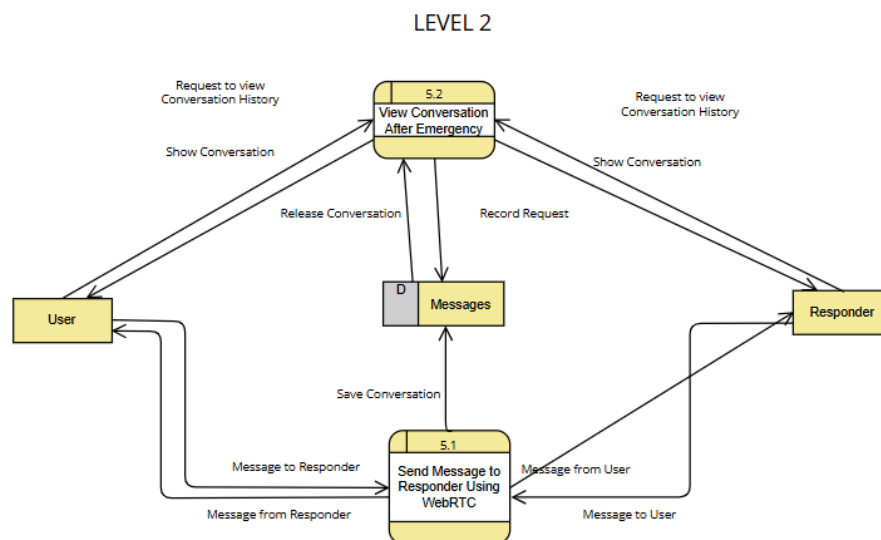 LEVEL 2
Request to view
Conversation History
5.2
View Conversation
After Emergency
Request to view
Conversation History
Show Conversation
Show Conversation
Release Conversation
Record Request
D
Messages
User
Responder
Save Conversation
5.1
Send Message to
Responder Using
WebRTC
Message to Responder
Message from User
Message from Responder
Message to User